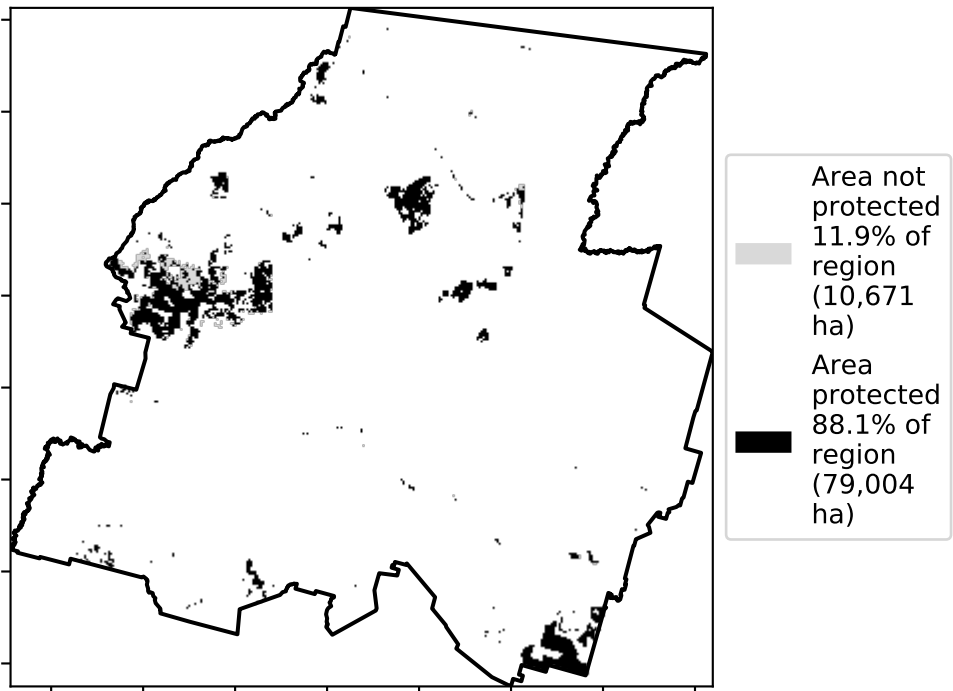 Area not
protected
11.9% of
region
(10,671
ha)
Area
protected
88.1% of
region
(79,004
ha)